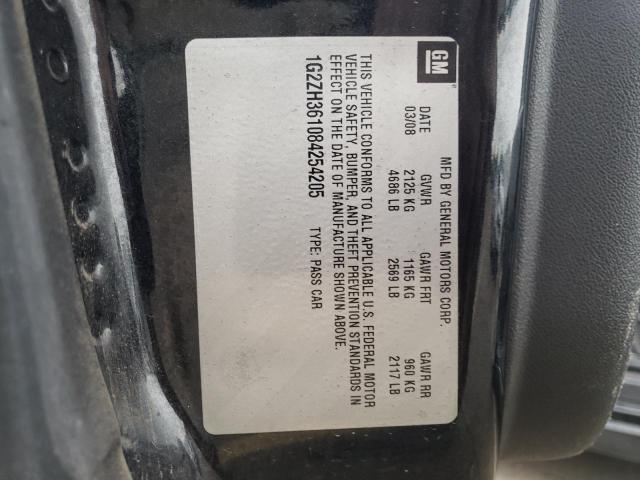 GM
MFD BY GENERAL MOTORS CORP.
DATE GVWR GAWR FRT GAWR RR
03/08 2125 KG 1165 KG 960 KG
4686 LB 2569 LB 2117 LB
THIS VEHICLE CONFORMS TO ALL APPLICABLE U.S. FEDERAL MOTOR
VEHICLE SAFETY, BUMPER, AND THEFT PREVENTION STANDARDS IN
EFFECT ON THE DATE OF MANUFACTURE SHOWN ABOVE.
1G2ZH361084254205 TYPE: PASS CAR